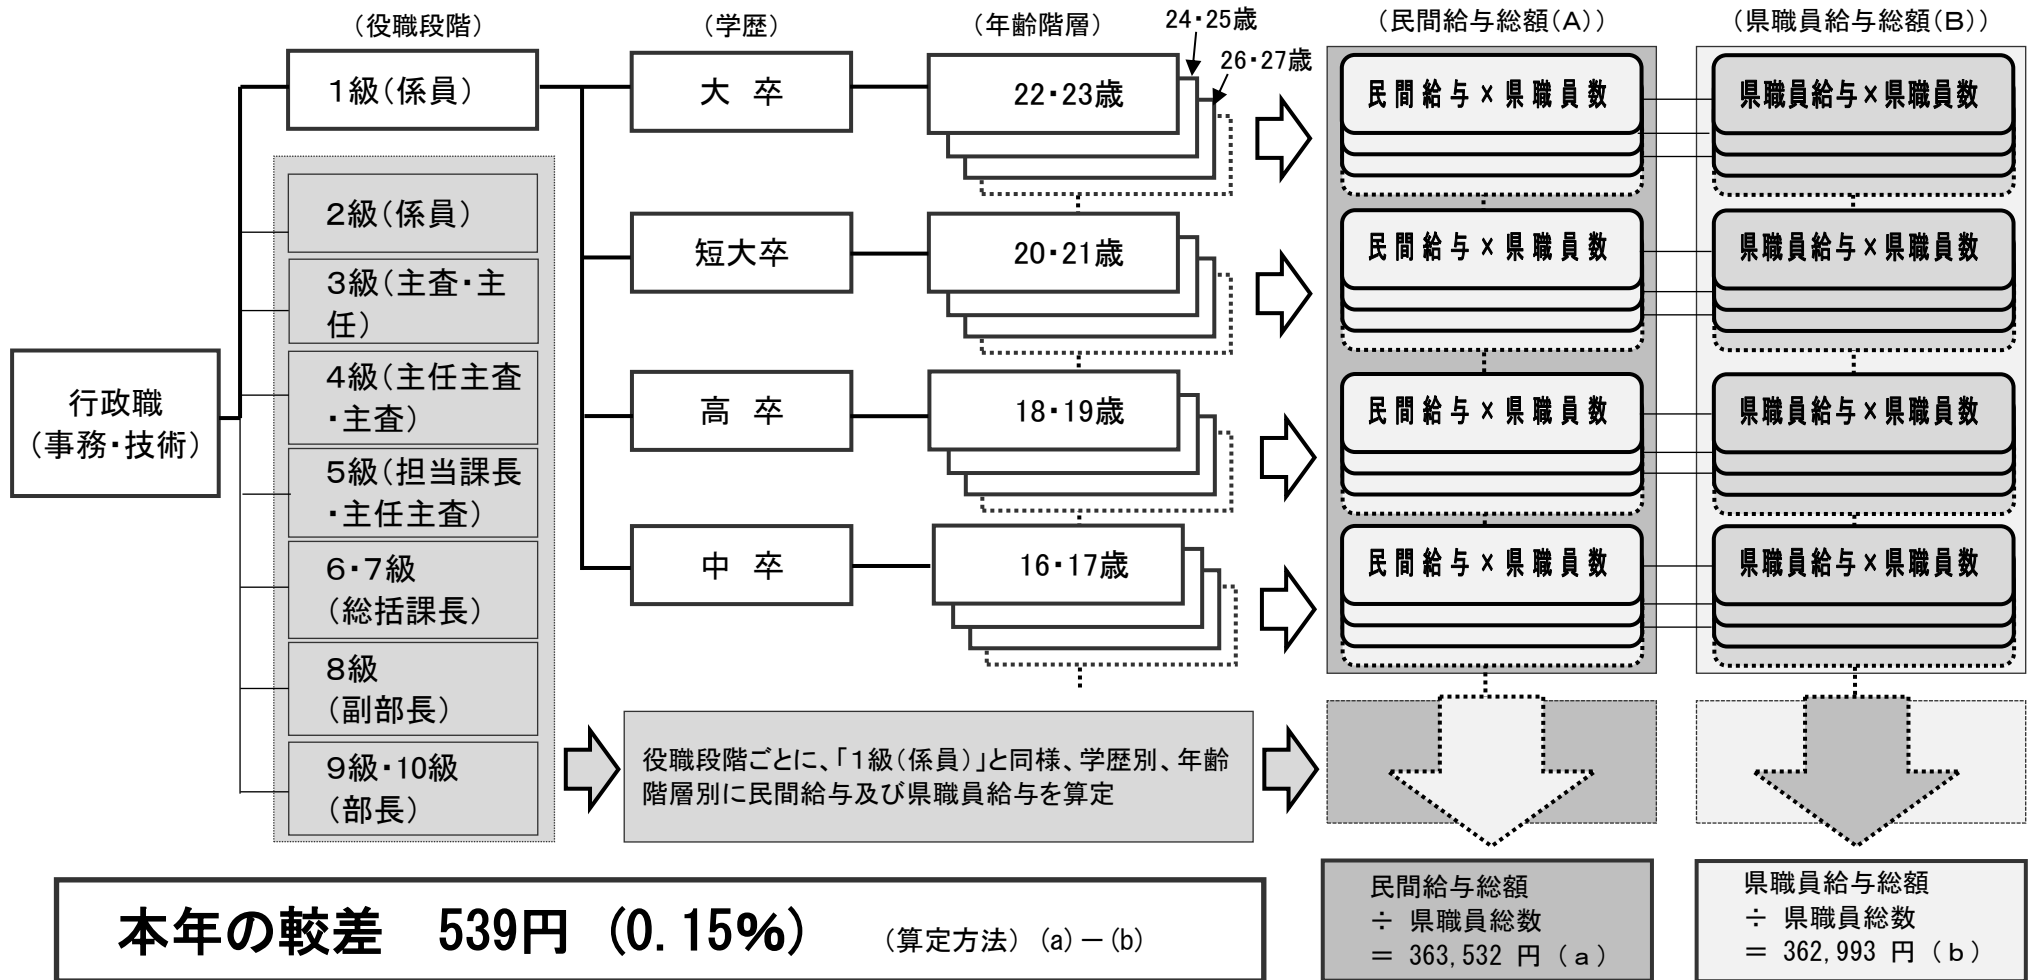 （役職段階）
（学歴）
（年齢階層）
24・25歳
26・27歳
（民間給与総額（Ａ））
（県職員給与総額（Ｂ））
行政職
（事務・技術）
１級（係員）
２級（係員）
３級（主査・主
任）
４級（主任主査
・主査）
５級（担当課長
・主任主査）
６・７級
（総括課長）
８級
（副部長）
９級・10級
（部長）
大　卒
22・23歳
民間給与×県職員数
県職員給与×県職員数
短大卒
20・21歳
民間給与×県職員数
県職員給与×県職員数
高　卒
18・19歳
民間給与×県職員数
県職員給与×県職員数
中　卒
16・17歳
民間給与×県職員数
県職員給与×県職員数
役職段階ごとに、「１級（係員）」と同様、学歴別、年齢
階層別に民間給与及び県職員給与を算定
民間給与総額
÷ 県職員総数
＝ 363,532 円（ａ）
県職員給与総額
÷ 県職員総数
＝ 362,993 円（ｂ）
本年の較差　539円（0.15％）　（算定方法）(a)－(b)